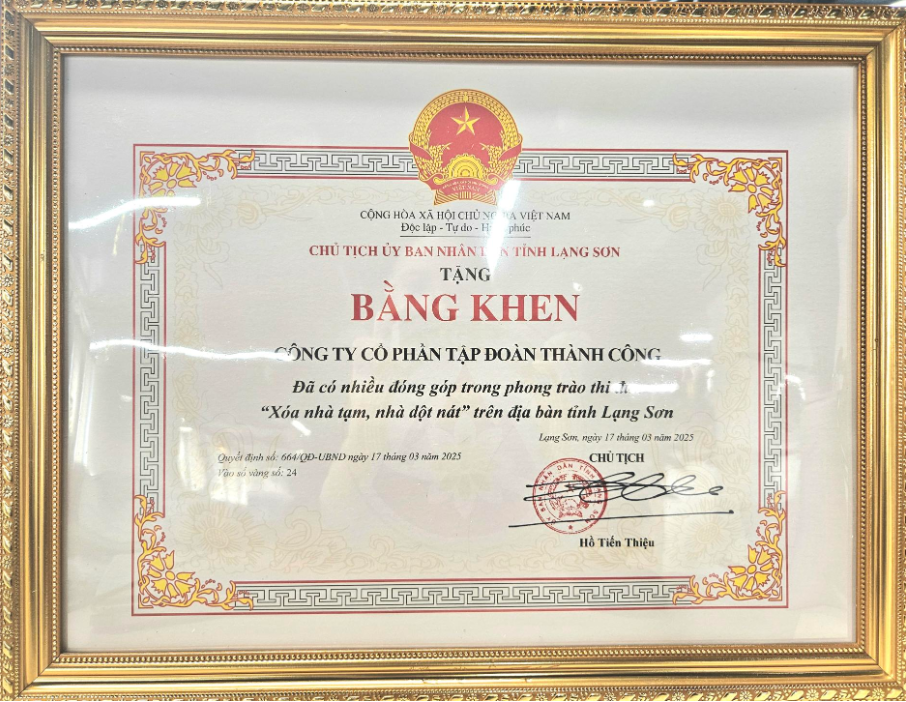 CỘNG HÒA XÃ HỘI CHỦ NGHĨA VIỆT NAM
Độc lập - Tự do - Hạnh phúc
CHỦ TỊCH ỦY BAN NHÂN DÂN TỈNH LẠNG SƠN
TẶNG
BẰNG KHEN
CÔNG TY CỔ PHẦN TẬP ĐOÀN THÀNH CÔNG
Đã có nhiều đóng góp trong phong trào thi
“Xóa nhà tạm, nhà dột nát” trên địa bàn tỉnh Lạng Sơn
Lạng Sơn, ngày 17 tháng 03 năm 2025
Quyết định số: 664/QĐ-UBND ngày 17 tháng 03 năm 2025
Vào sổ vàng số: 24
CHỦ TỊCH
Hồ Tiến Thiệu